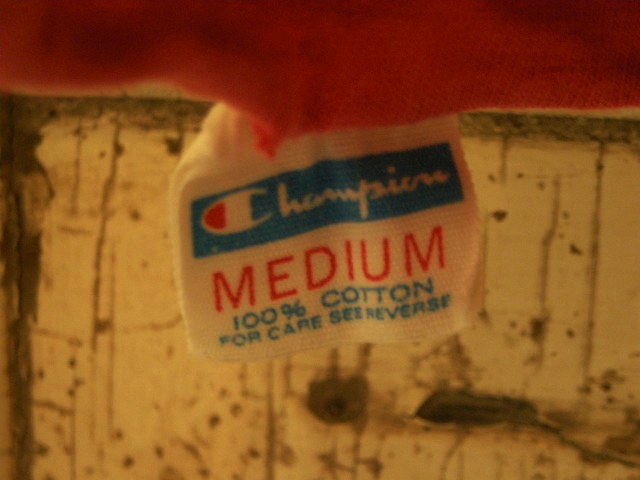 Champion
MEDIUM
100% COTTON
FOR CARE SEE REVERSE